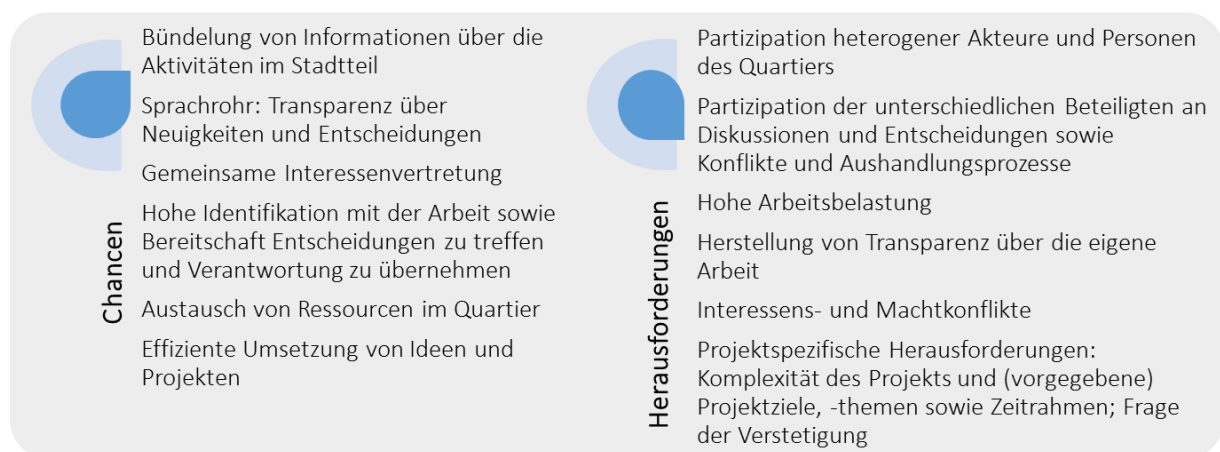 Chancen
Bündelung von Informationen über die
Aktivitäten im Stadtteil
Sprachrohr: Transparenz über
Neuigkeiten und Entscheidungen
Gemeinsame Interessenvertretung
Hohe Identifikation mit der Arbeit sowie
Bereitschaft Entscheidungen zu treffen
und Verantwortung zu übernehmen
Austausch von Ressourcen im Quartier
Effiziente Umsetzung von Ideen und
Projekten
Herausforderungen
Partizipation heterogener Akteure und Personen
des Quartiers
Partizipation der unterschiedlichen Beteiligten an
Diskussionen und Entscheidungen sowie
Konflikte und Aushandlungsprozesse
Hohe Arbeitsbelastung
Herstellung von Transparenz über die eigene
Arbeit
Interessens- und Machtkonflikte
Projektspezifische Herausforderungen:
Komplexität des Projekts und (vorgegebene)
Projektziele, -themen sowie Zeitrahmen; Frage
der Verstetigung